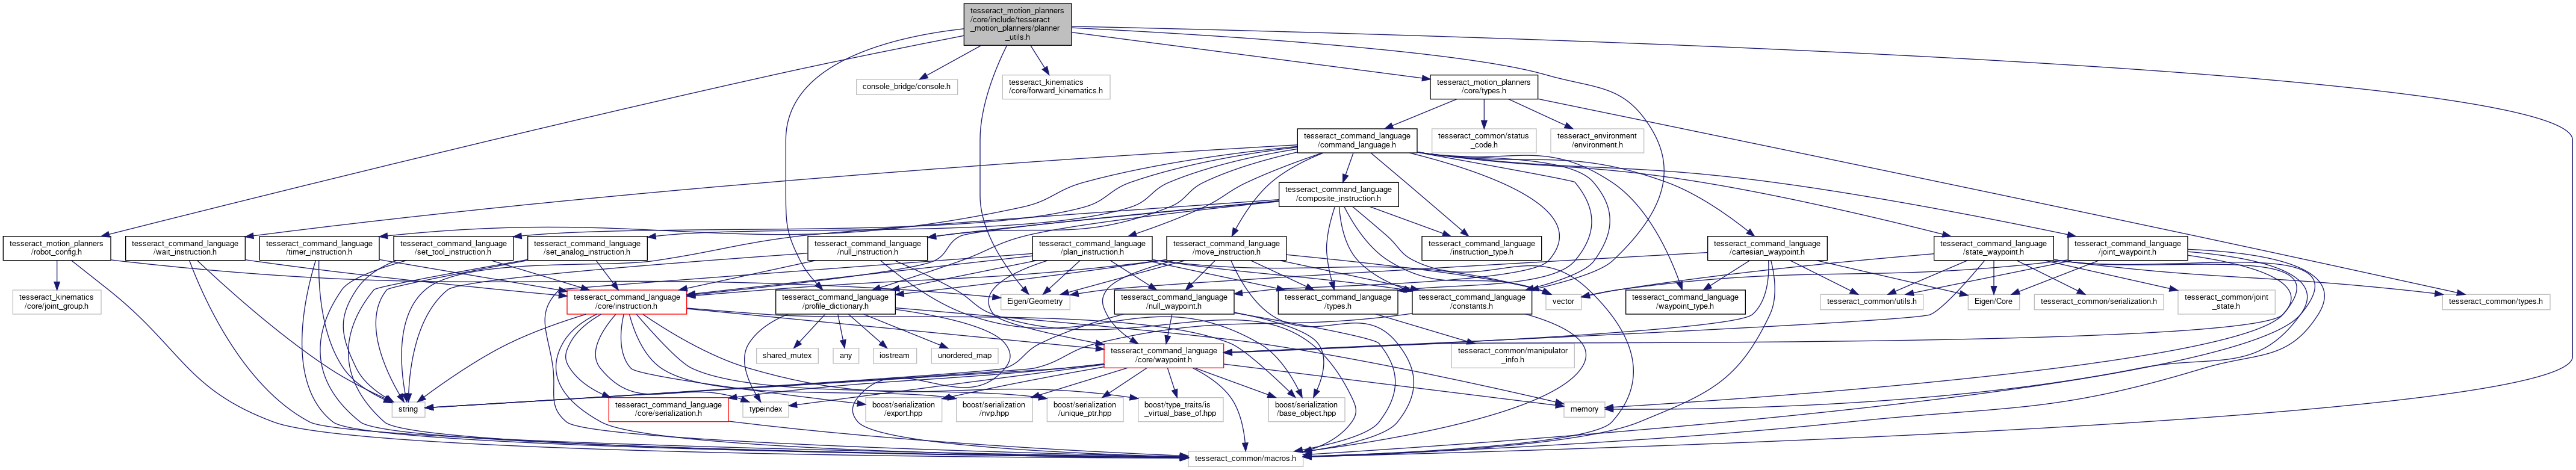 tesseract_motion_planners
/core/include/tesseract
_motion_planners/planner
_utils.h
console_bridge/console.h
tesseract_kinematics
/core/forward_kinematics.h
tesseract_motion_planners
/core/types.h
tesseract_command_language
/command_language.h
tesseract_common/status
_code.h
tesseract_environment
/environment.h
tesseract_command_language
/composite_instruction.h
tesseract_motion_planners
/robot_config.h
tesseract_command_language
/wait_instruction.h
tesseract_command_language
/timer_instruction.h
tesseract_command_language
/set_tool_instruction.h
tesseract_command_language
/set_analog_instruction.h
tesseract_command_language
/null_instruction.h
tesseract_command_language
/plan_instruction.h
tesseract_command_language
/move_instruction.h
tesseract_command_language
/instruction_type.h
tesseract_command_language
/cartesian_waypoint.h
tesseract_command_language
/state_waypoint.h
tesseract_command_language
/joint_waypoint.h
tesseract_kinematics
/core/joint_group.h
tesseract_command_language
/core/instruction.h
tesseract_command_language
/profile_dictionary.h
Eigen/Geometry
tesseract_command_language
/null_waypoint.h
tesseract_command_language
/types.h
tesseract_command_language
/constants.h
vector
tesseract_command_language
/waypoint_type.h
tesseract_common/utils.h
Eigen/Core
tesseract_common/serialization.h
tesseract_common/joint
_state.h
tesseract_common/types.h
shared_mutex
any
iostream
unordered_map
tesseract_command_language
/core/waypoint.h
tesseract_common/manipulator
_info.h
string
tesseract_command_language
/core/serialization.h
typeindex
boost/serialization
/export.hpp
boost/serialization
/nvp.hpp
boost/serialization
/unique_ptr.hpp
boost/type_traits/is
_virtual_base_of.hpp
boost/serialization
/base_object.hpp
memory
tesseract_common/macros.h